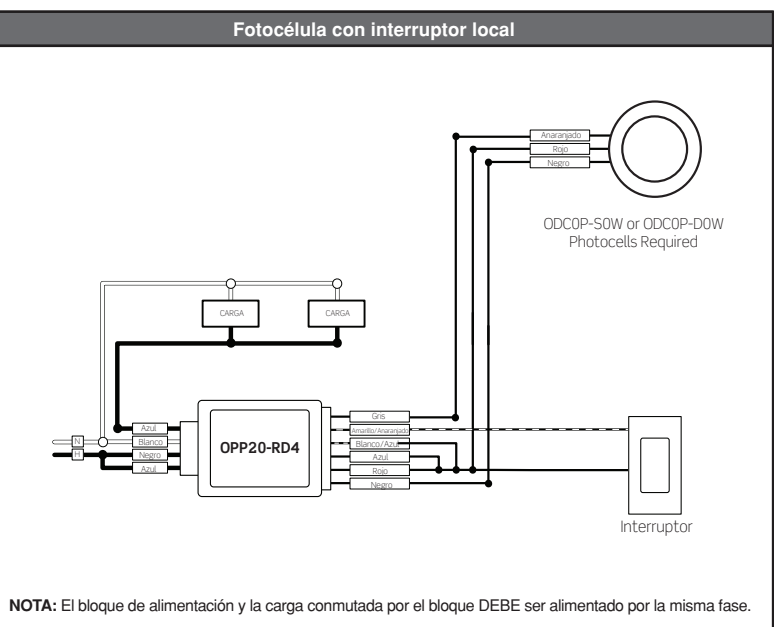 Fotocélula con interruptor local
Anaranjado
Rojo
Negro
ODC0P-S0W or ODC0P-D0W
Photocells Required
CARGA
CARGA
Azul
Blanco
Negro
Azul
N
H
OPP20-RD4
Gris
Amarillo/Anaranjado
Blanco/Azul
Azul
Rojo
Negro
Interruptor
NOTA: El bloque de alimentación y la carga conmutada por el bloque DEBE ser alimentado por la misma fase.